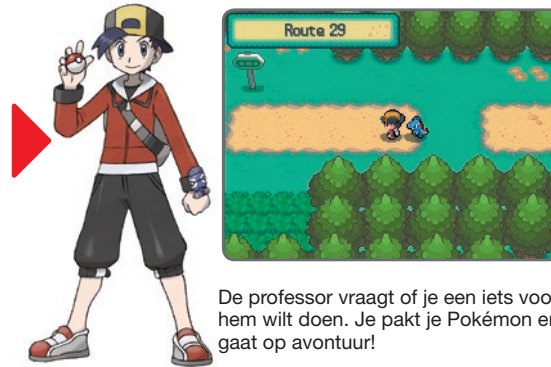 Route 29
De professor vraagt of je een iets voo
hem wilt doen. Je pakt je Pokémon en
gaat op avontuur!